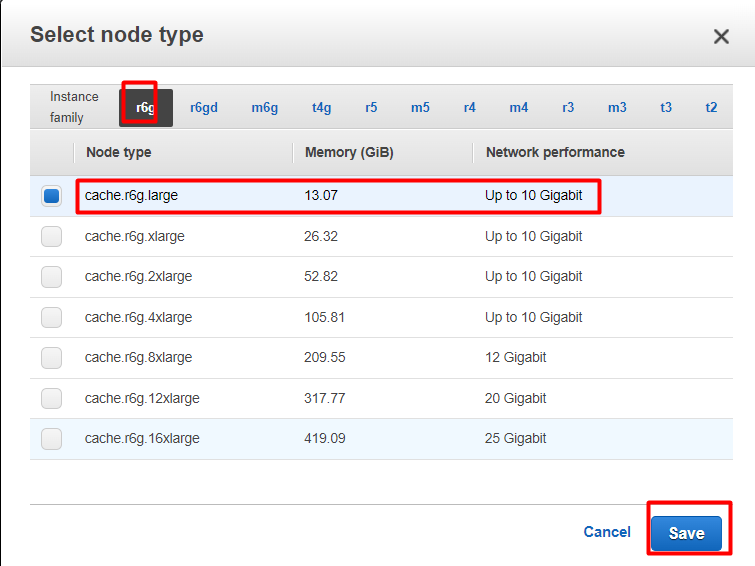 Select node type
Instance family r6g r6gd m6g t4g r5 m5 r4 m4 r3 m3 t3 t2
Node type Memory (GiB) Network performance
cache.r6g.large 13.07 Up to 10 Gigabit
cache.r6g.xlarge 26.32 Up to 10 Gigabit
cache.r6g.2xlarge 52.82 Up to 10 Gigabit
cache.r6g.4xlarge 105.81 Up to 10 Gigabit
cache.r6g.8xlarge 209.55 12 Gigabit
cache.r6g.12xlarge 317.77 20 Gigabit
cache.r6g.16xlarge 419.09 25 Gigabit
Cancel Save